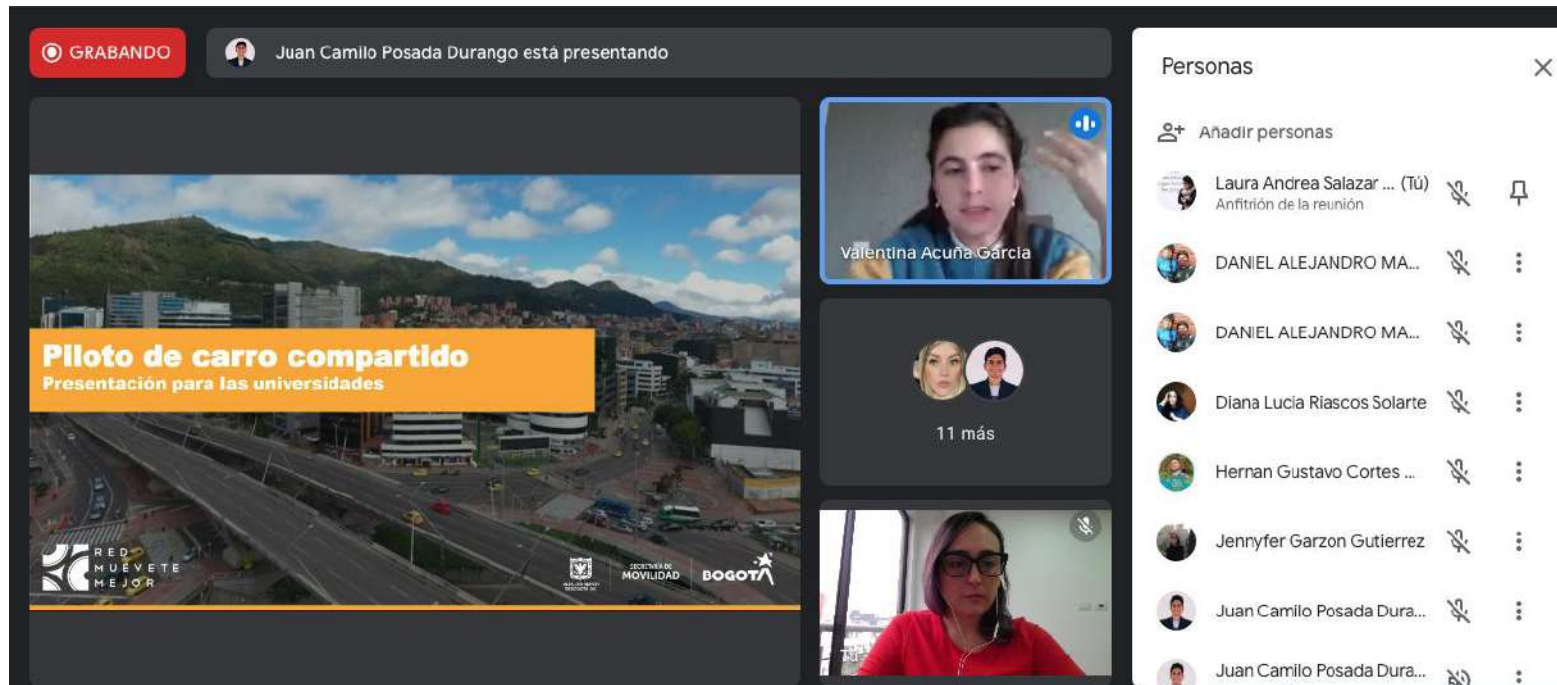 GRABANDO
Juan Camilo Posada Durango está presentando
Piloto de carro compartido
Presentación para las universidades
RED
MUÉVETE
MEJOR
SECRETARÍA DE
MOVILIDAD
BOGOTÁ
Valentina Acuña Garcia
11 más
Tú
Personas
Añadir personas
Laura Andrea Salazar ... (Tú)
Anfitrión de la reunión
DANIEL ALEJANDRO MA...
DANIEL ALEJANDRO MA...
Diana Lucia Riascos Solarte
Hernan Gustavo Cortes ...
Jennyfer Garzon Gutierrez
Juan Camilo Posada Dura...
Juan Camilo Posada Dura...